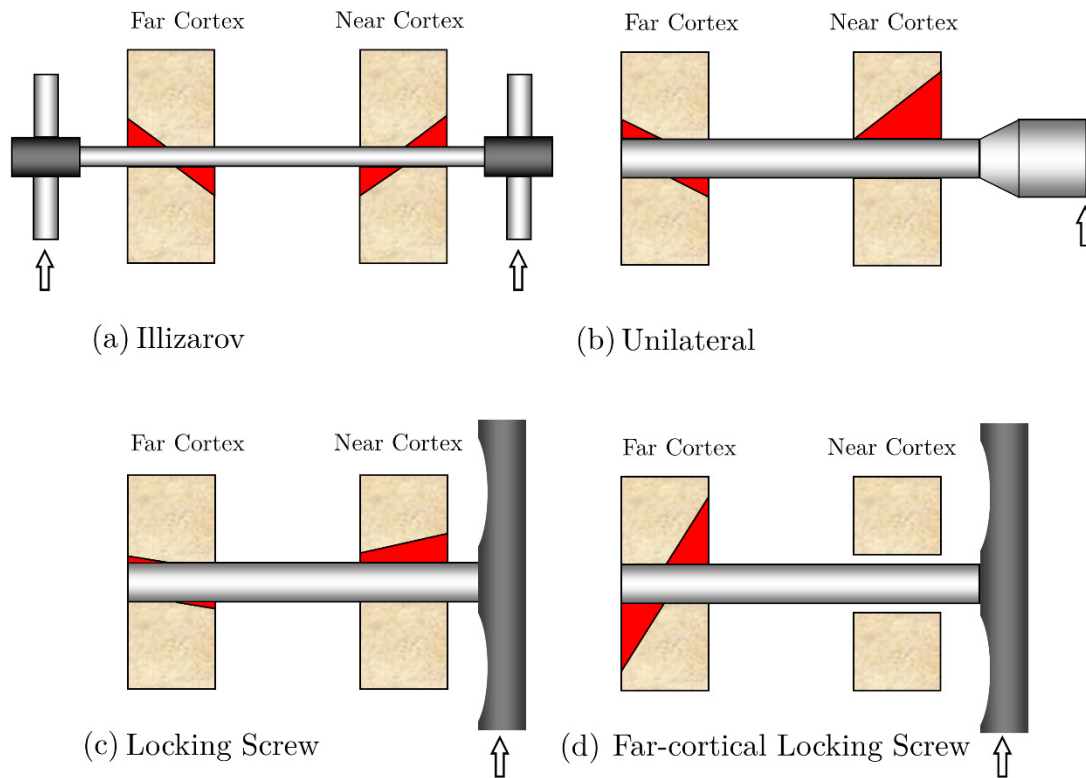 Far Cortex
Near Cortex
Far Cortex
Near Cortex
(a) Illizarov
(b) Unilateral
Far Cortex
Near Cortex
Far Cortex
Near Cortex
(c) Locking Screw
(d) Far-cortical Locking Screw